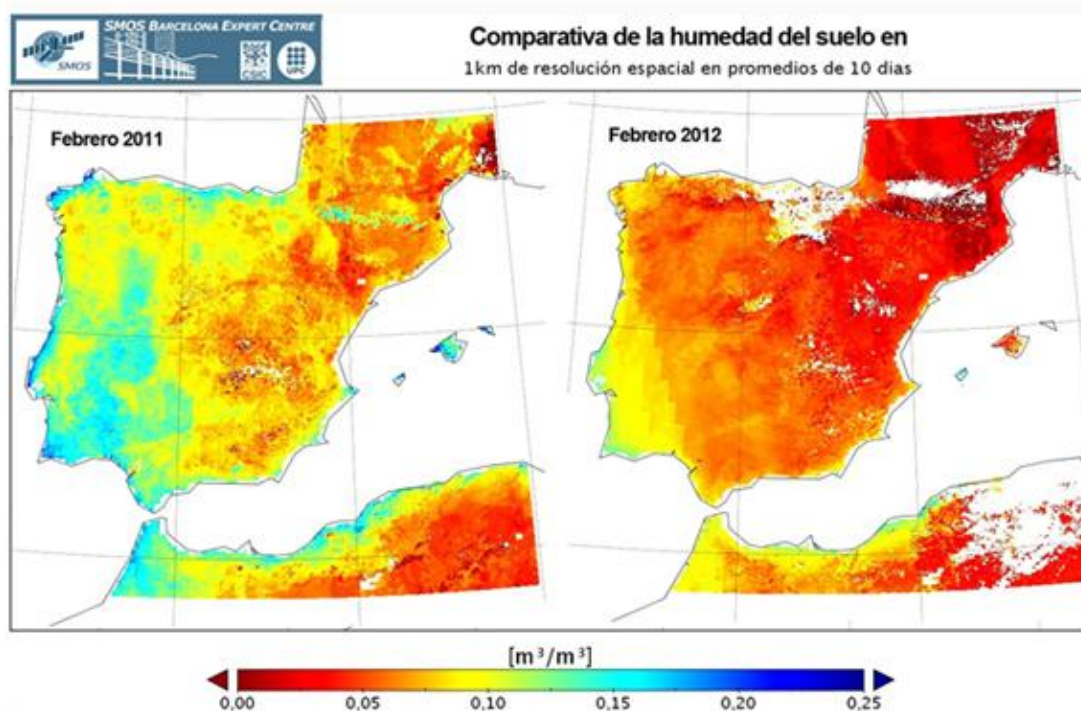 SMOS BARCELONA EXPERT CENTRE
SMOS
CSIC
UPC
Comparativa de la humedad del suelo en
1km de resolución espacial en promedios de 10 dias
Febrero 2011
Febrero 2012
[m³/m³]
0,00 0,05 0,10 0,15 0,20 0,25